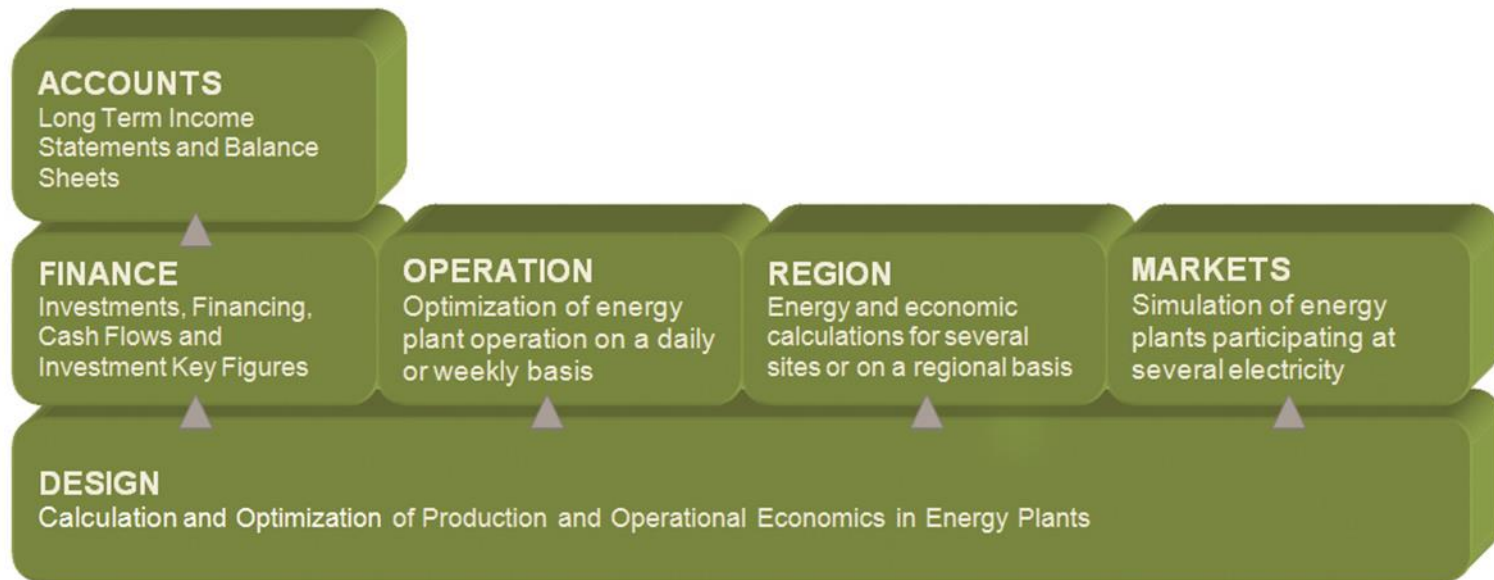 ACCOUNTS
Long Term Income
Statements and Balance
Sheets
FINANCE
Investments, Financing,
Cash Flows and
Investment Key Figures
OPERATION
Optimization of energy
plant operation on a daily
or weekly basis
REGION
Energy and economic
calculations for several
sites or on a regional basis
MARKETS
Simulation of energy
plants participating at
several electricity
DESIGN
Calculation and Optimization of Production and Operational Economics in Energy Plants